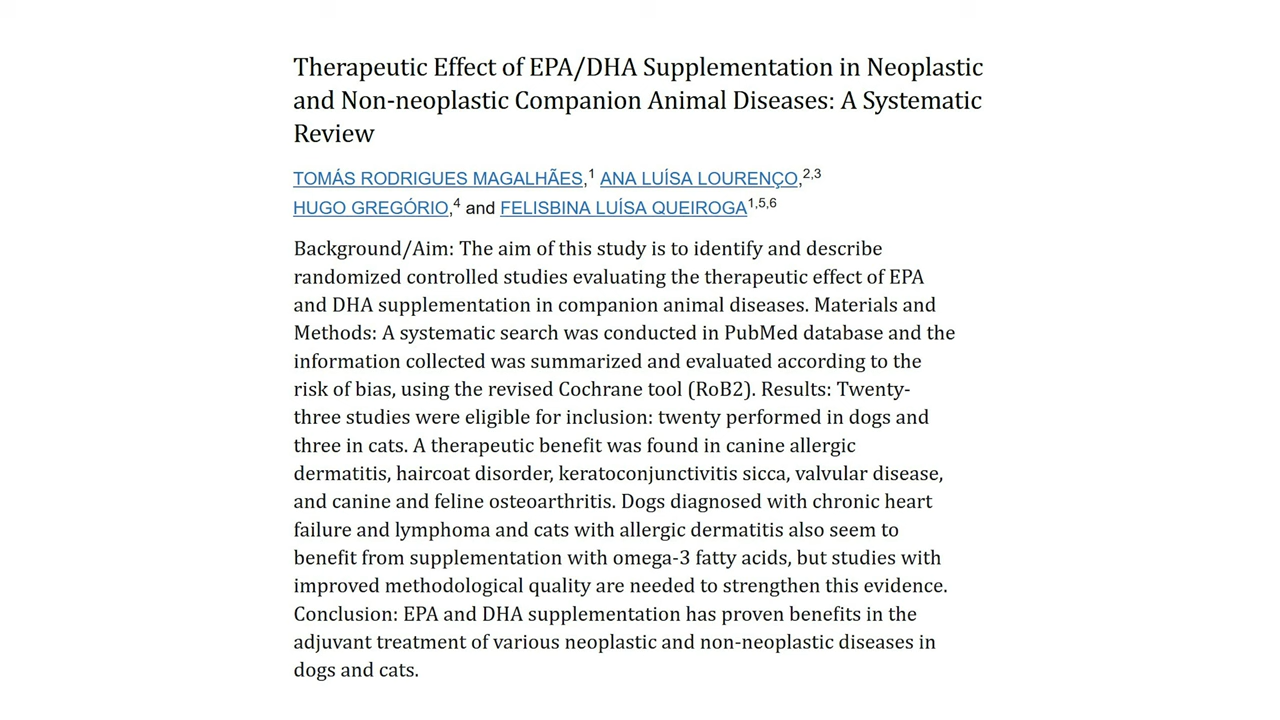 Therapeutic Effect of EPA/DHA Supplementation in Neoplastic
and Non-neoplastic Companion Animal Diseases: A Systematic
Review
TOMÁS RODRIGUES MAGALHÃES,1 ANA LUÍSA LOURENÇO,2,3
HUGO GREGÓRIO,4 and FELISBINA LUÍSA QUEIROGA1,5,6
Background/Aim: The aim of this study is to identify and describe
randomized controlled studies evaluating the therapeutic effect of EPA
and DHA supplementation in companion animal diseases. Materials and
Methods: A systematic search was conducted in PubMed database and the
information collected was summarized and evaluated according to the
risk of bias, using the revised Cochrane tool (RoB2). Results: Twenty-
three studies were eligible for inclusion: twenty performed in dogs and
three in cats. A therapeutic benefit was found in canine allergic
dermatitis, haircoat disorder, keratoconjunctivitis sicca, valvular disease,
and canine and feline osteoarthritis. Dogs diagnosed with chronic heart
failure and lymphoma and cats with allergic dermatitis also seem to
benefit from supplementation with omega-3 fatty acids, but studies with
improved methodological quality are needed to strengthen this evidence.
Conclusion: EPA and DHA supplementation has proven benefits in the
adjuvant treatment of various neoplastic and non-neoplastic diseases in
dogs and cats.